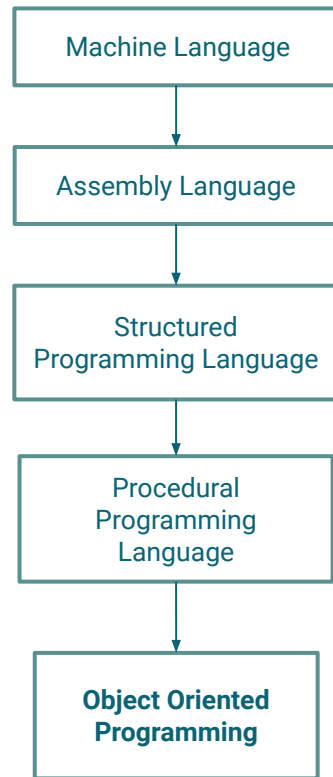 Machine Language
Assembly Language
Structured
Programming Language
Procedural
Programming
Language
Object Oriented
Programming